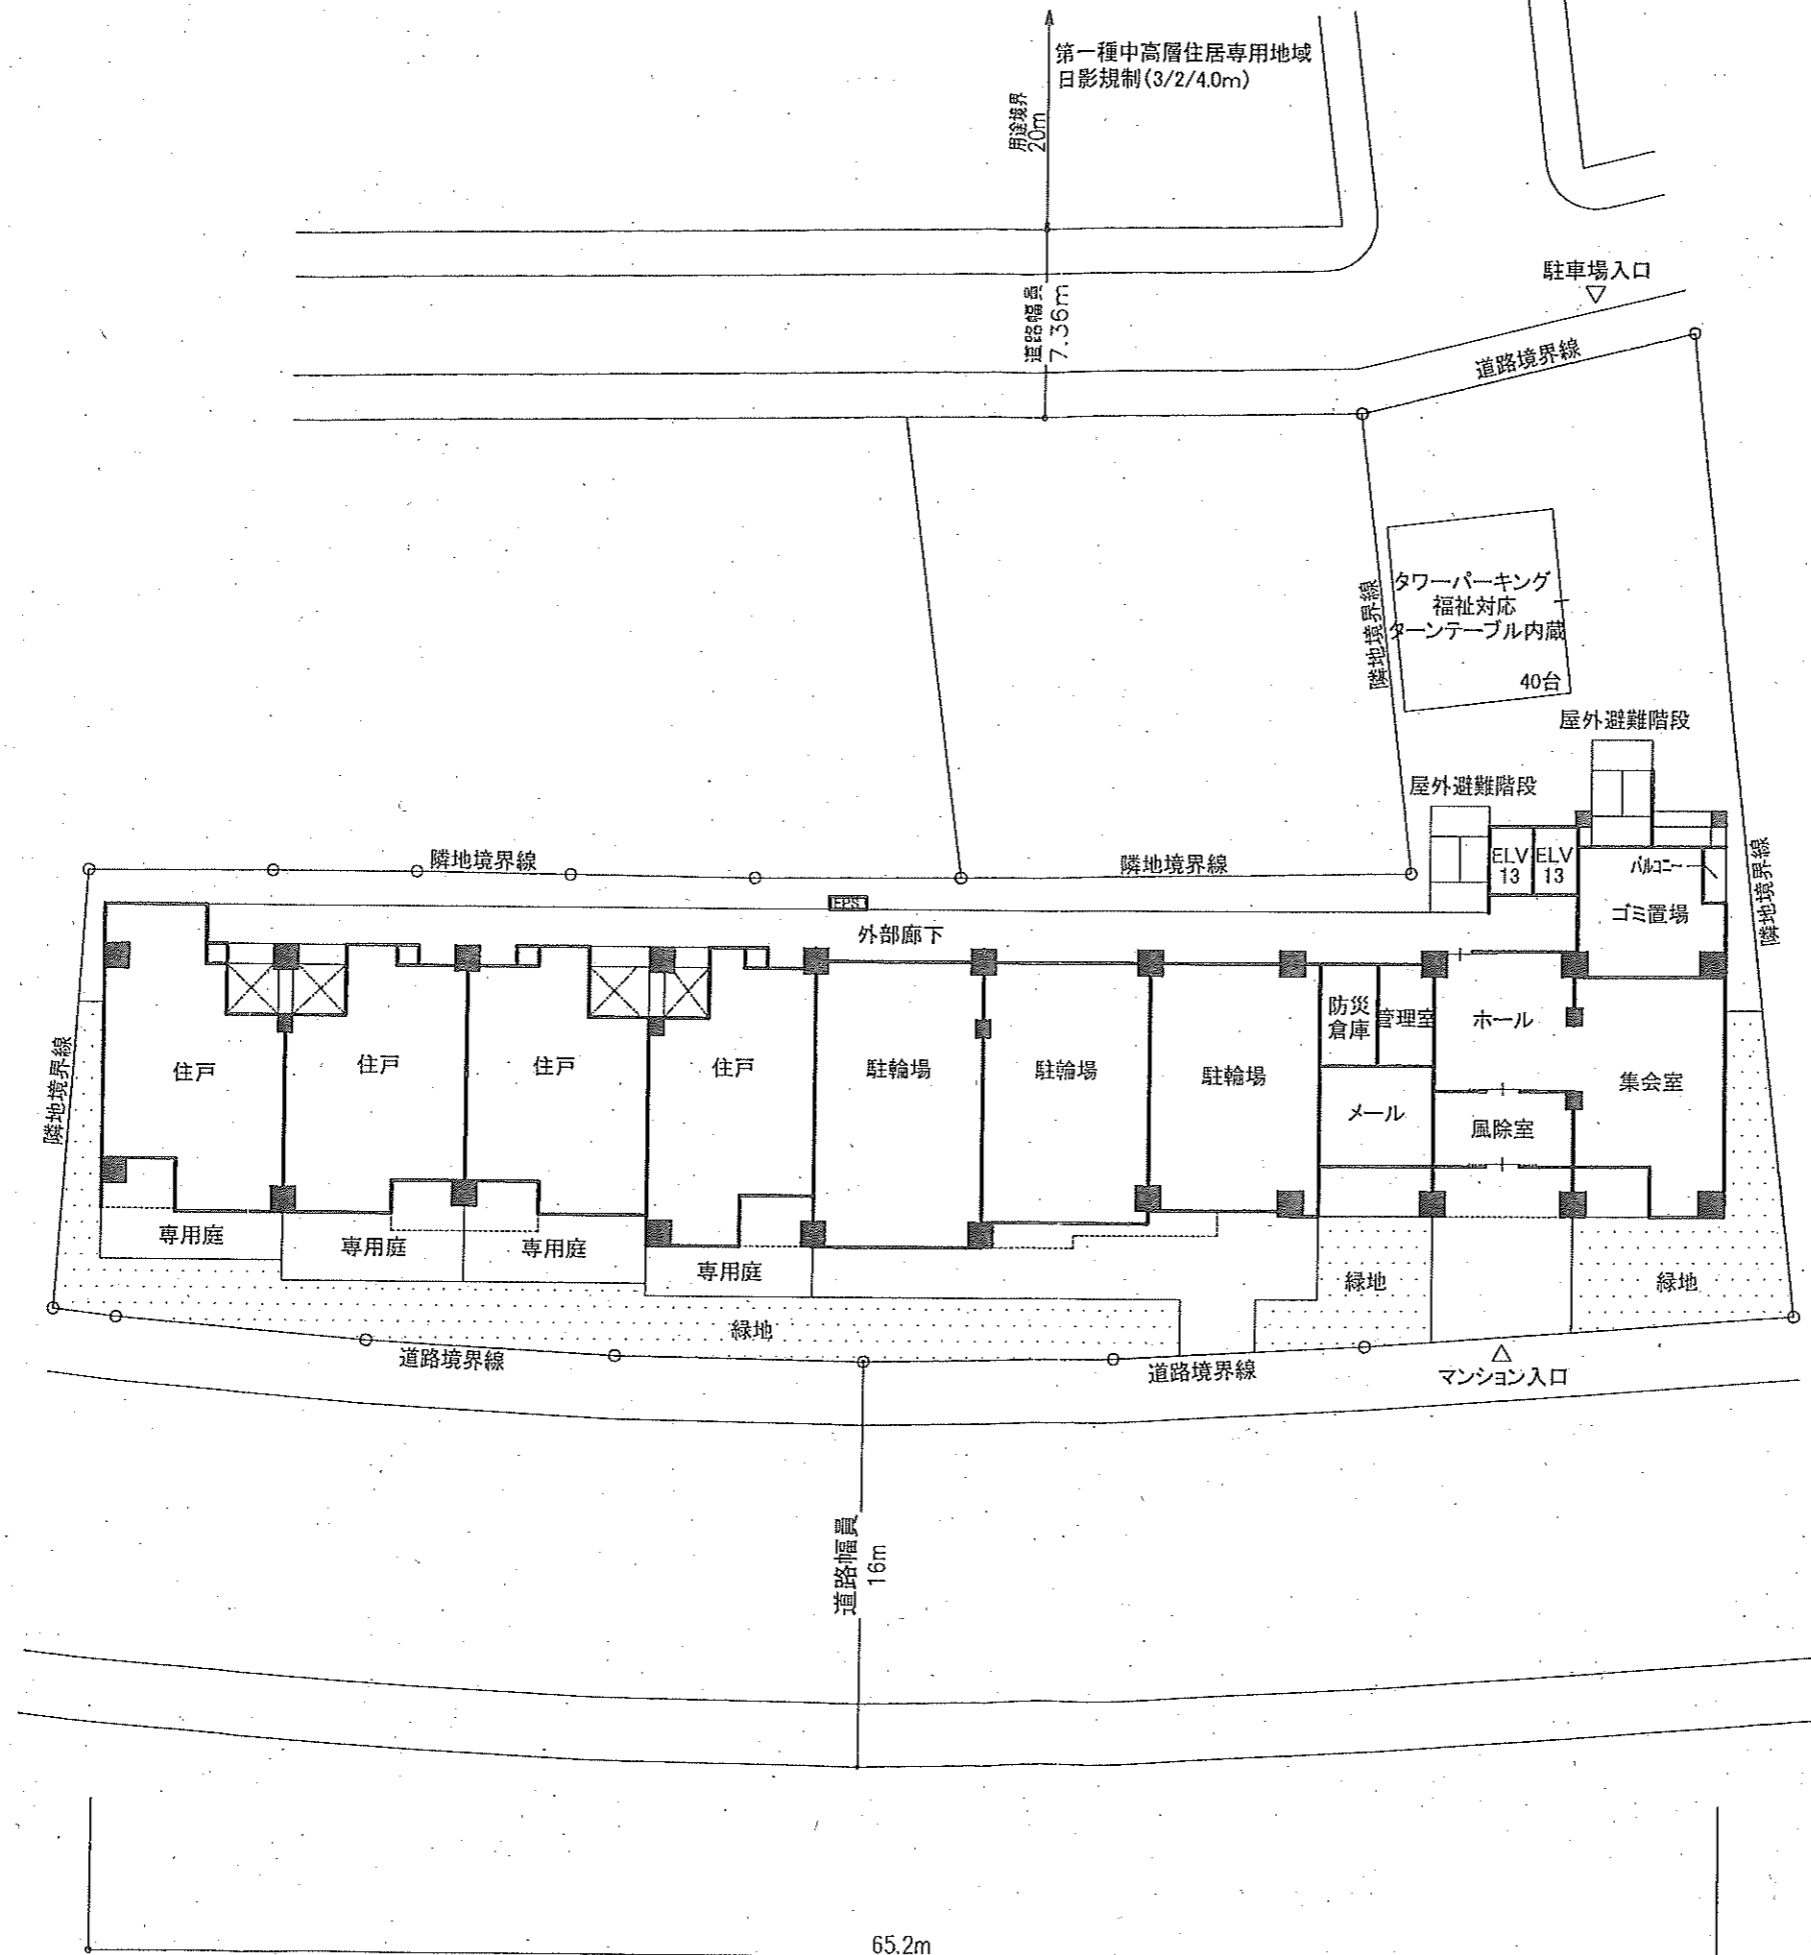 第一種中高層住居専用地域
日影規制(3/2/4.0m)
用途境界
20m
道路幅員
7.36m
駐車場入口
道路境界線
タワーパーキング
福祉対応
ターンテーブル内蔵
40台
隣地境界線
屋外避難階段
屋外避難階段
ELV
13
ELV
13
バルコニー
ゴミ置場
隣地境界線
隣地境界線
隣地境界線
EPS
外部廊下
隣地境界線
住戸
住戸
住戸
住戸
駐輪場
駐輪場
駐輪場
防災
倉庫
管理室
ホール
メール
風除室
集会室
専用庭
専用庭
専用庭
専用庭
緑地
緑地
緑地
道路境界線
道路境界線
マンション入口
道路幅員
16m
65.2m